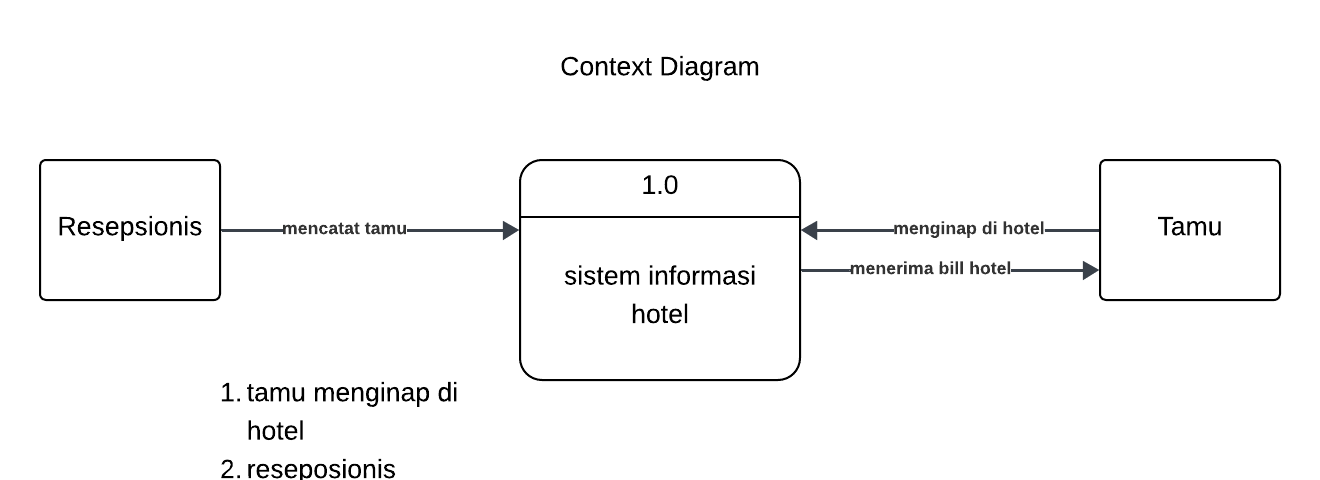 Context Diagram
1.0
Resepsionis
mencatat tamu
menginap di hotel
Tamu
menerima bill hotel
sistem informasi
hotel
1. tamu menginap di
hotel
2. reseposionis